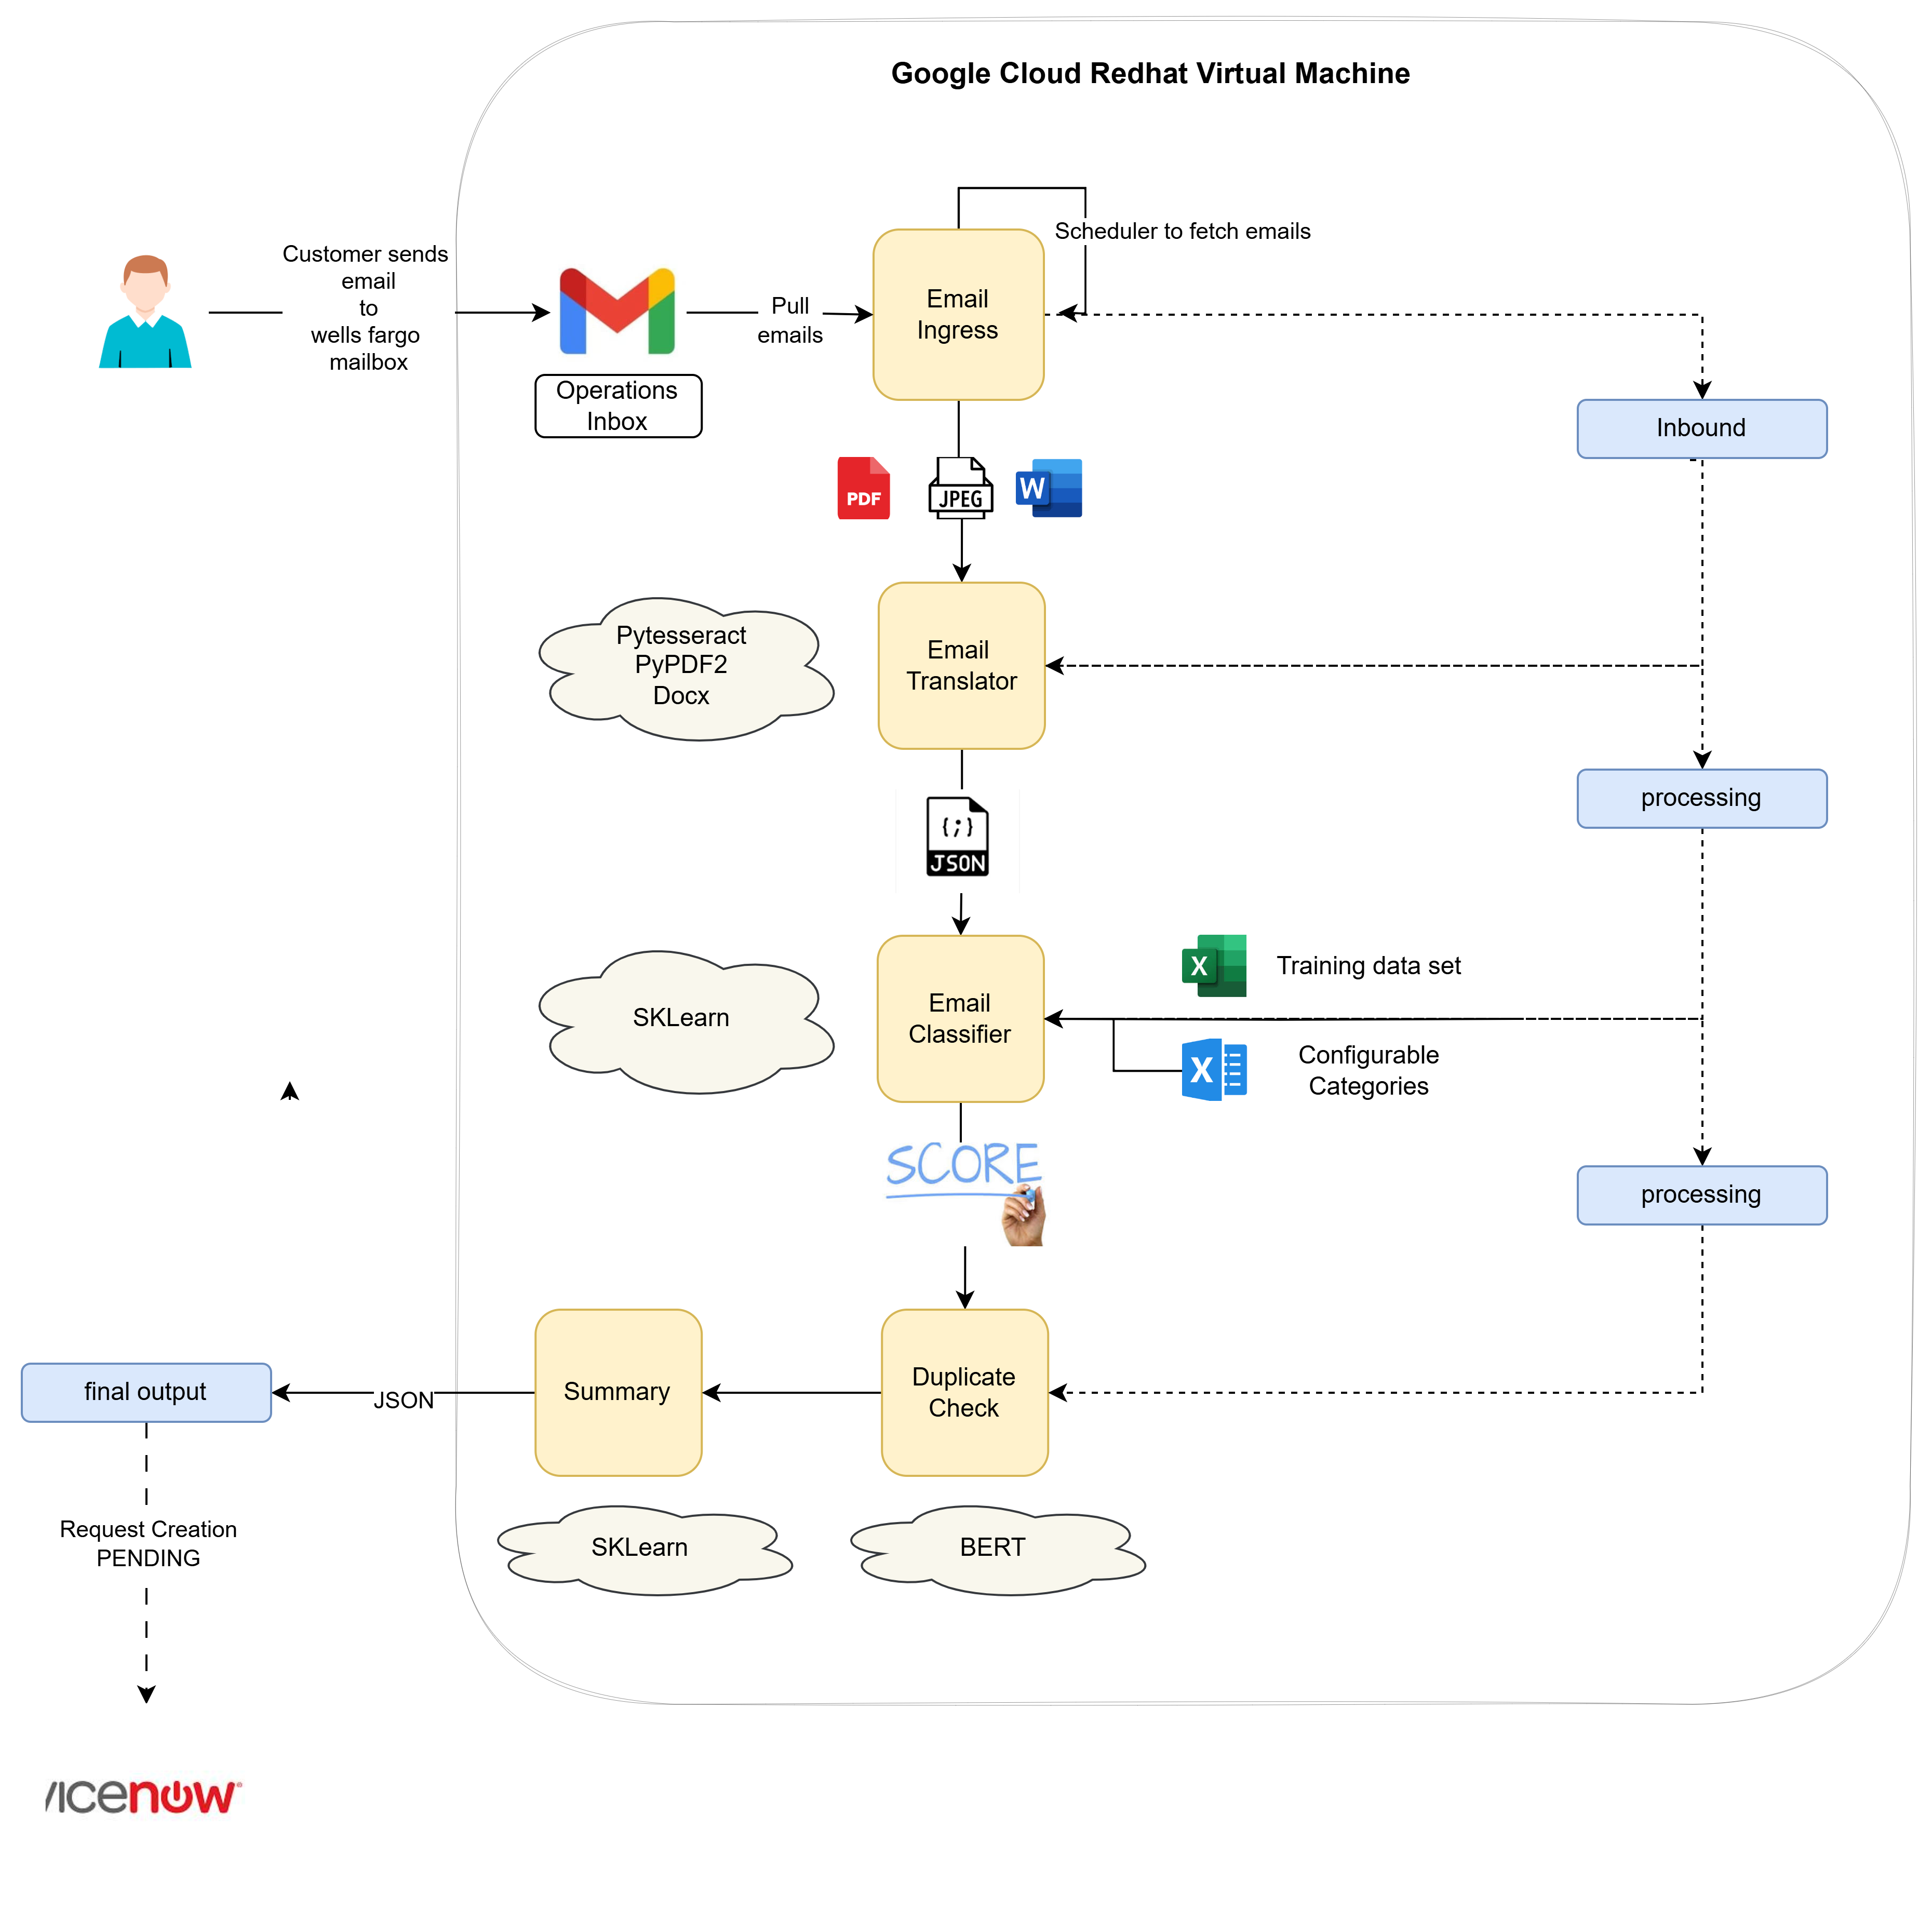 Google Cloud Redhat Virtual Machine
Customer sends
email
to
wells fargo
mailbox
Operations
Inbox
Pull
emails
Email
Ingress
Scheduler to fetch emails
Inbound
PDF
JPEG
W
Pytesseract
PyPDF2
Docx
Email
Translator
processing
{;}
JSON
SKLearn
Email
Classifier
X
Training data set
X
Configurable
Categories
SCORE
processing
final output
JSON
Summary
Duplicate
Check
Request Creation
PENDING
SKLearn
BERT
icenow